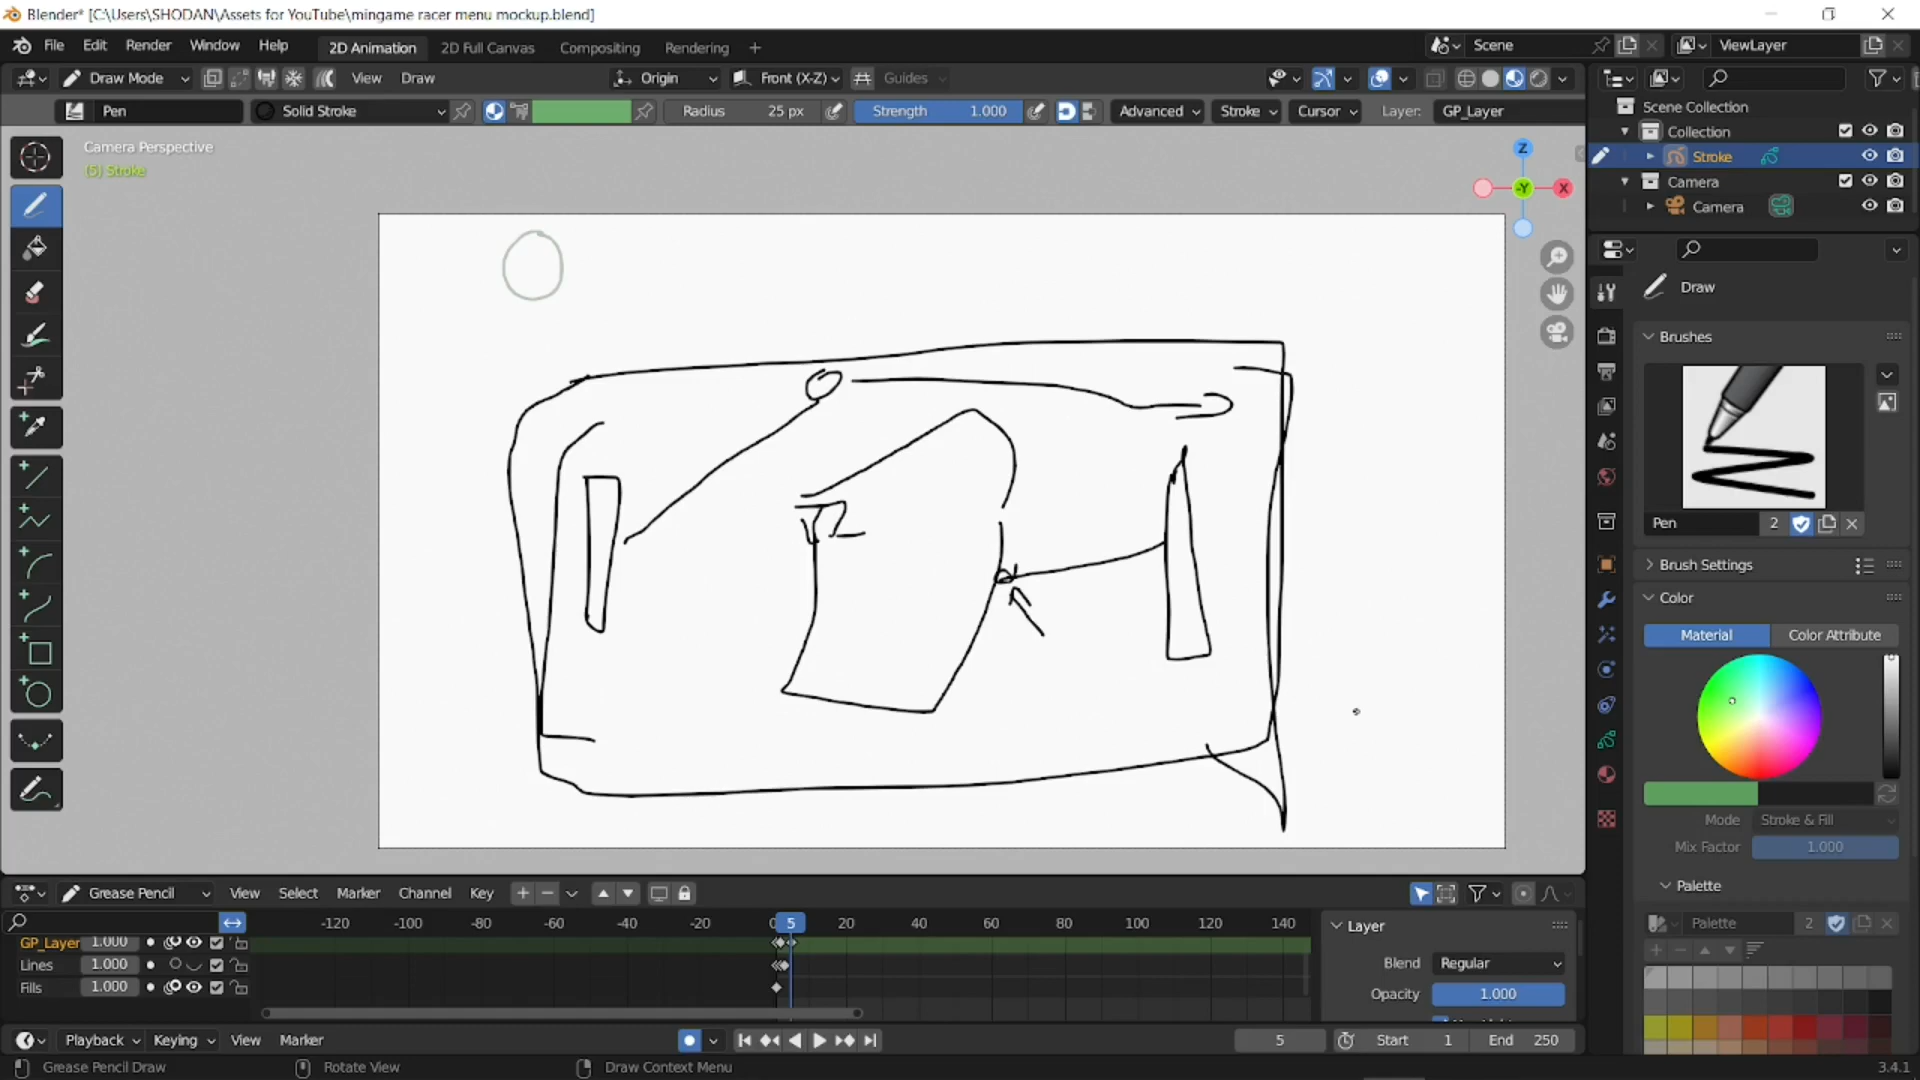 Blender* [C:\Users\SHODAN\Assets for YouTube\mingame racer menu mockup.blend]
File Edit Render Window Help 2D Animation 2D Full Canvas Compositing Rendering + Scene ViewLayer
Draw Mode View Draw Origin Front (X-Z) Guides
Pen Solid Stroke Radius 25 px Strength 1.000 Advanced Stroke Cursor Layer: GP_Layer
Scene Collection
Collection
Stroke
Camera
Camera
Camera Perspective
(5) Stroke
Z
-Y X
Draw
Brushes
Pen 2
Brush Settings
Color
Material Color Attribute
Mode Stroke & Fill
Mix Factor 1.000
Palette
Palette 2
Grease Pencil View Select Marker Channel Key
-120 -100 -80 -60 -40 -20 0 5 20 40 60 80 100 120 140
GP_Layer 1.000
Lines 1.000
Fills 1.000
Layer
Blend Regular
Opacity 1.000
Playback Keying View Marker 5 Start 1 End 250
Grease Pencil Draw Rotate View Draw Context Menu 3.4.1